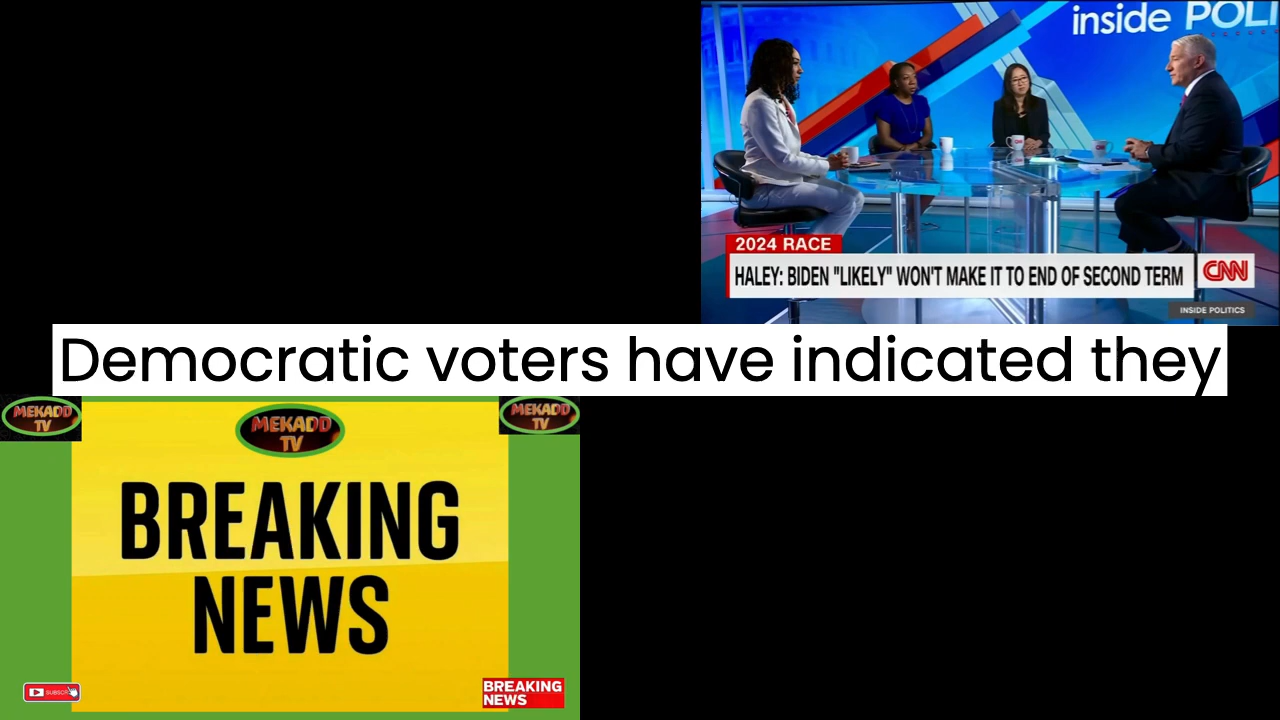 inside POLI
2024 RACE
HALEY: BIDEN "LIKELY" WON'T MAKE IT TO END OF SECOND TERM
CNN
INSIDE POLITICS
Democratic voters have indicated they
MEKADD
TV
MEKADD
TV
MEKADD
TV
BREAKING
NEWS
SUBSCR
BREAKING
NEWS